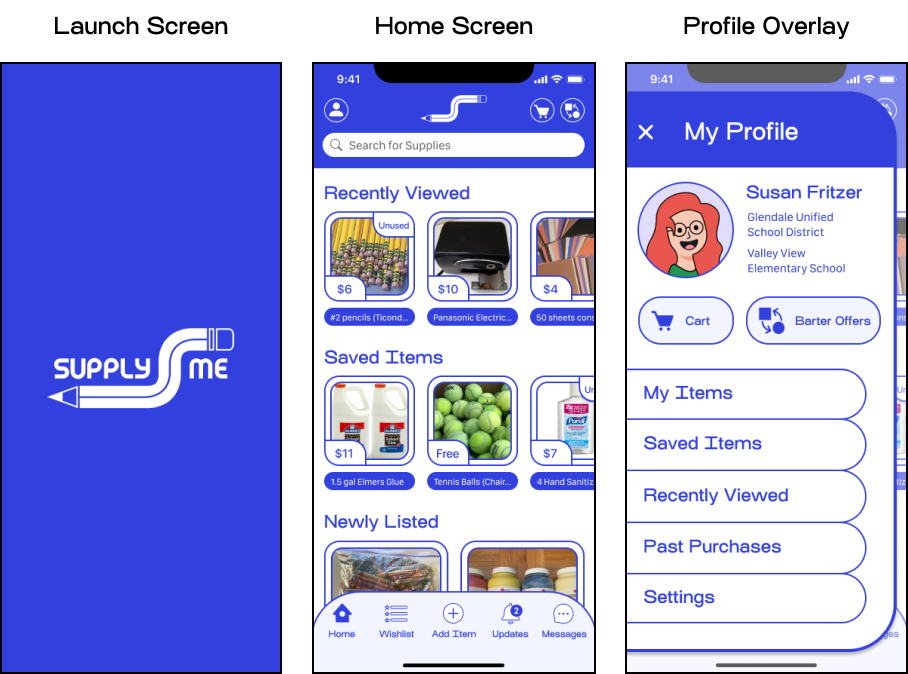 Launch Screen
Home Screen
Profile Overlay
SUPPLY ME
9:41
Search for Supplies
Recently Viewed
Unused
$6
$10
$4
#2 pencils (Ticond...
Panasonic Electric...
50 sheets cons
Saved Items
$11
Free
$7
1.5 gal Elmers Glue
Tennis Balls (Chair...
4 Hand Sanitiz
Newly Listed
2
Home
Wishlist
Add Item
Updates
Messages
9:41
My Profile
Susan Fritzer
Glendale Unified
School District
Valley View
Elementary School
Cart
Barter Offers
My Items
Saved Items
Recently Viewed
Past Purchases
Settings